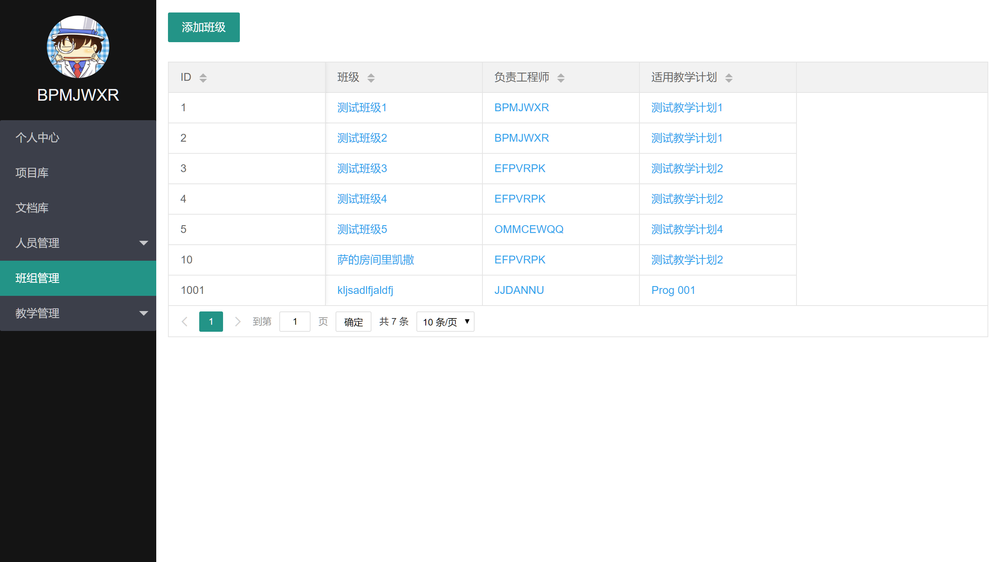 BPMJWXR
个人中心
项目库
文档库
人员管理
班组管理
教学管理
添加班级
ID 班级 负责工程师 适用教学计划
1 测试班级1 BPMJWXR 测试教学计划1
2 测试班级2 BPMJWXR 测试教学计划1
3 测试班级3 EFPVRPK 测试教学计划2
4 测试班级4 EFPVRPK 测试教学计划2
5 测试班级5 OMMCEWQQ 测试教学计划4
10 萨的房间里凯撒 EFPVRPK 测试教学计划2
1001 kljsadlfjaldfj JJDANNU Prog 001
1 到第 1 页 确定 共 7 条 10 条/页